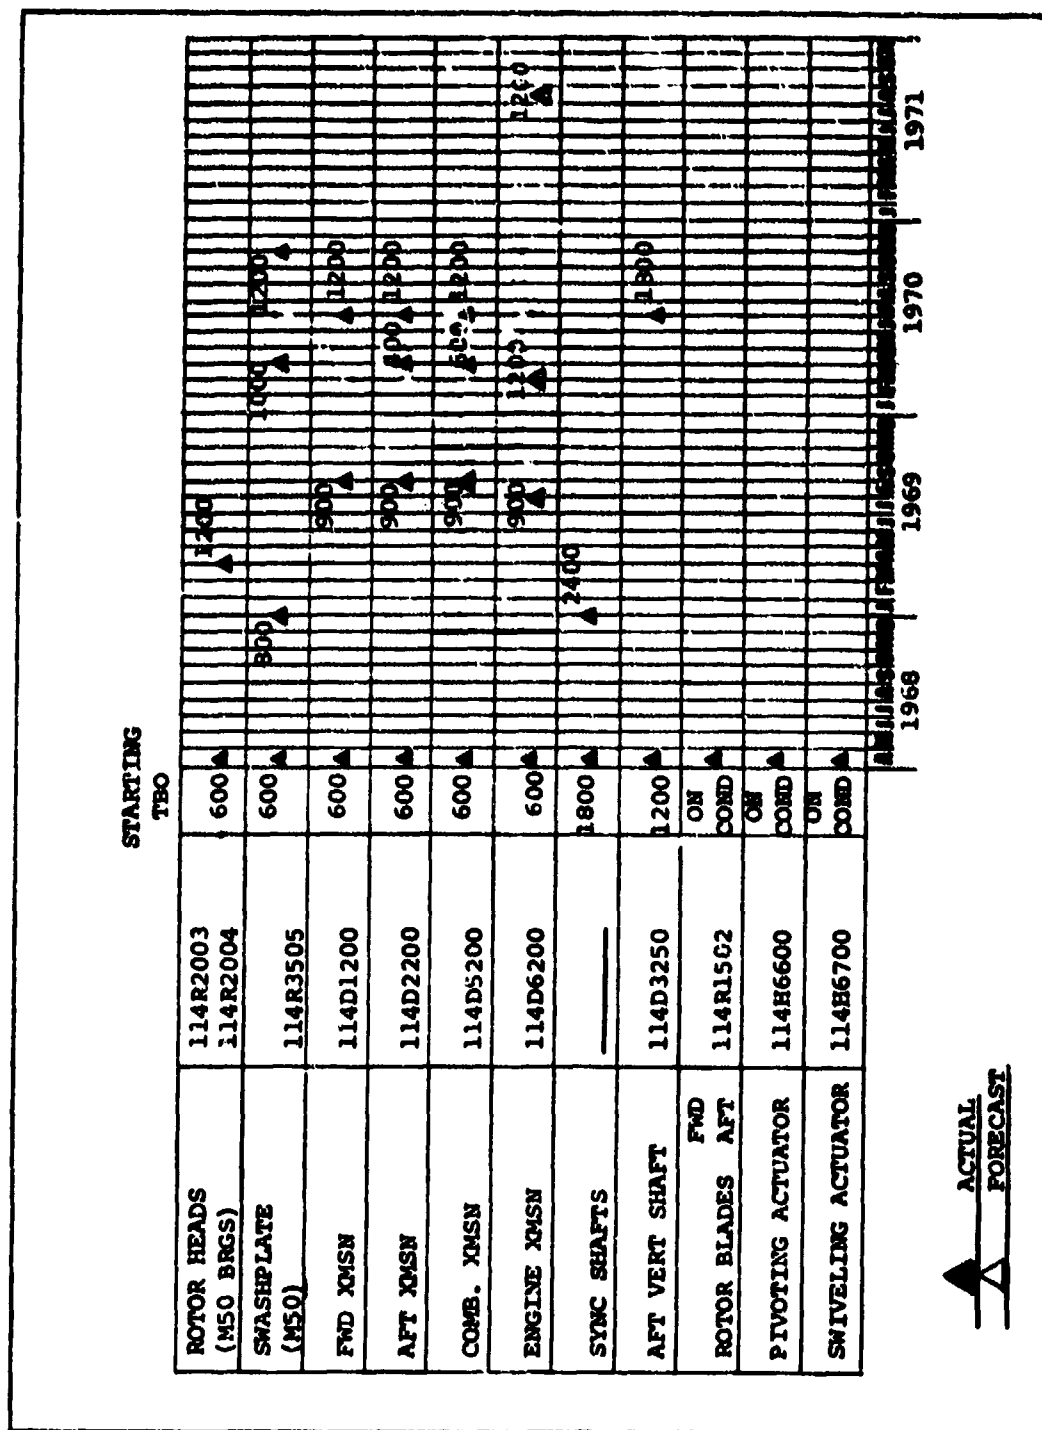 STARTING
TBO
ROTOR HEADS 114R2003 600 1200
(M50 BRGS) 114R2004
SWASHPLATE 114R3505 600 800 1000 1200
(M50)
FWD XMSN 114D1200 600 900 1200
AFT XMSN 114D2200 600 900 1200
COMB. XMSN 114D5200 600 900 1200
ENGINE XMSN 114D6200 600 900 1200 1200
SYNC SHAFTS 1800 2400
AFT VERT SHAFT 114D3250 1200 1800
FWD ON
ROTOR BLADES AFT 114R1502 COND
ON
PIVOTING ACTUATOR 114H6600 COND
ON
SWIVELING ACTUATOR 114H6700 COND
1968 1969 1970 1971
ACTUAL
FORECAST